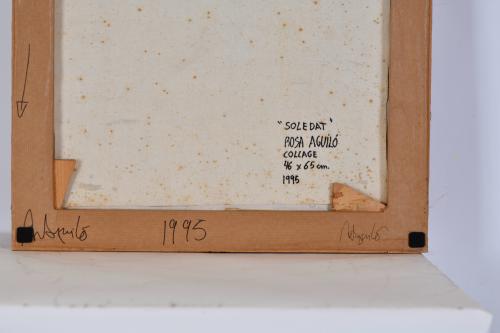 "SOLEDAT"
ROSA AGUILÓ
COLLAGE
46 x 65 cm.
1995
1995